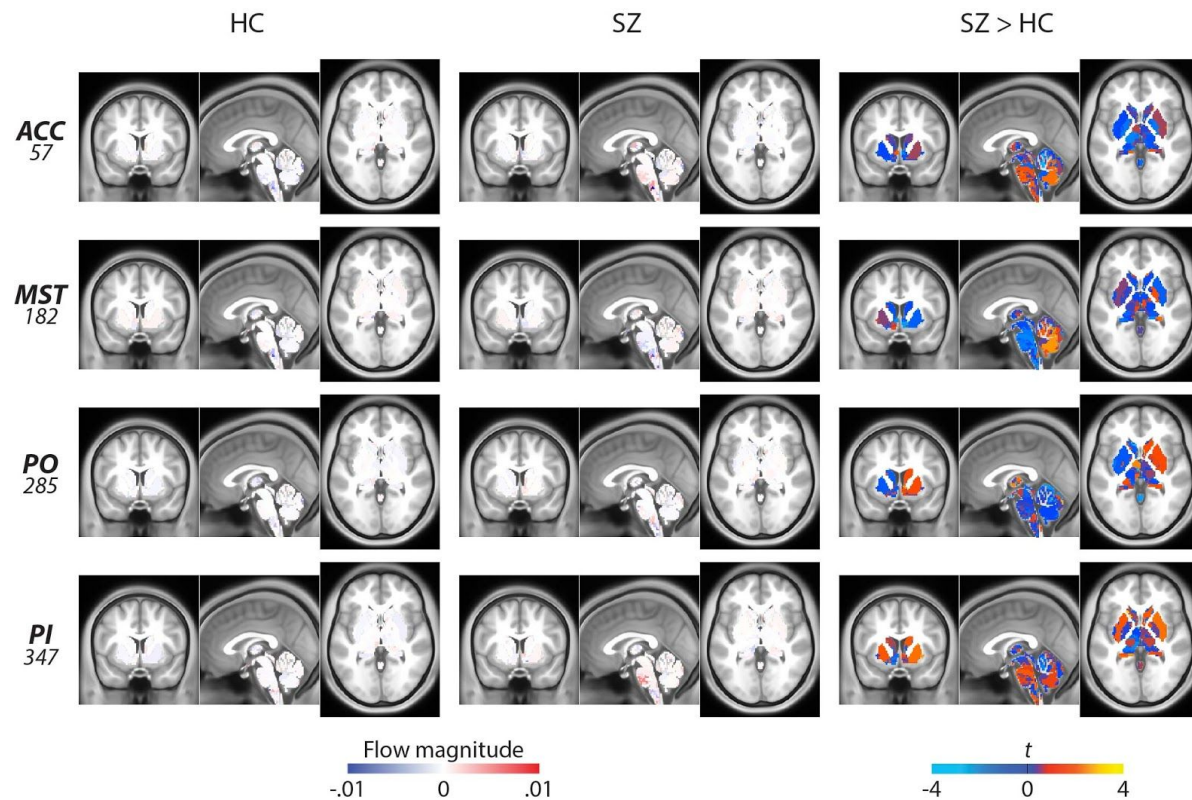 HC SZ SZ > HC
ACC
57
MST
182
PO
285
PI
347
Flow magnitude t
-.01 0 .01 -4 0 4